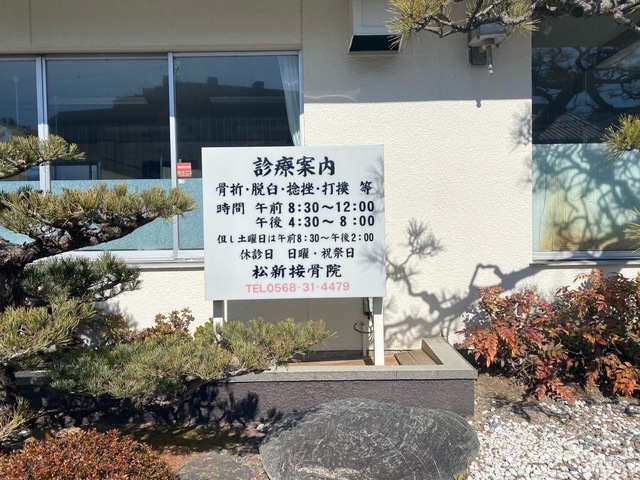 診療案内
骨折・脱臼・捻挫・打撲 等
時間 午前 8:30〜12:00
午後 4:30〜8:00
但し土曜日は午前8:30〜午後2:00
休診日 日曜・祝祭日
松新接骨院
TEL0568-31-4479